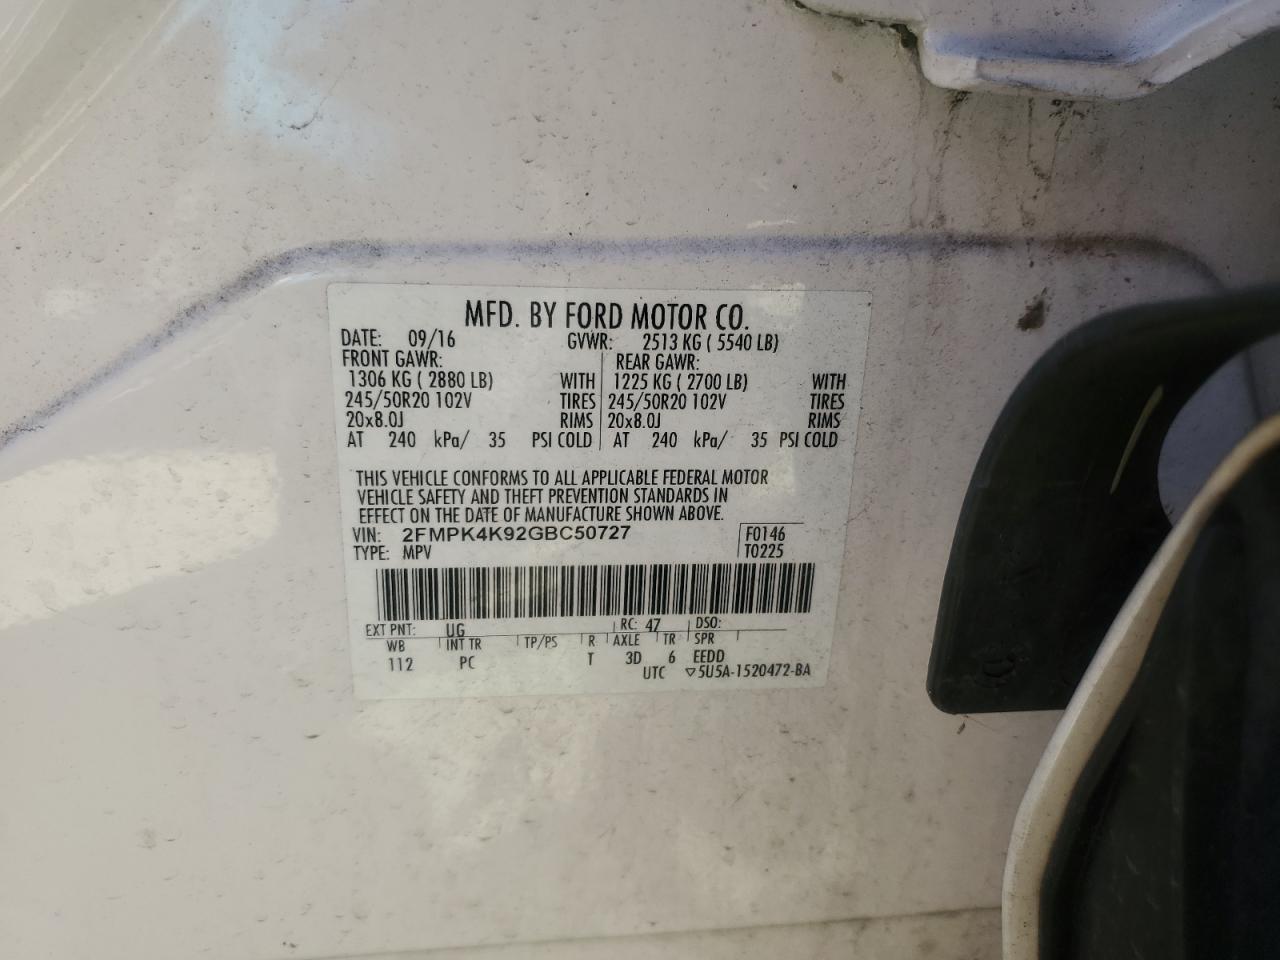 MFD. BY FORD MOTOR CO.
DATE: 09/16 GVWR: 2513 KG ( 5540 LB)
FRONT GAWR: REAR GAWR:
1306 KG ( 2880 LB) WITH 1225 KG ( 2700 LB) WITH
245/50R20 102V TIRES 245/50R20 102V TIRES
20x8.0J RIMS 20x8.0J RIMS
AT 240 kPa/ 35 PSI COLD AT 240 kPa/ 35 PSI COLD
THIS VEHICLE CONFORMS TO ALL APPLICABLE FEDERAL MOTOR
VEHICLE SAFETY AND THEFT PREVENTION STANDARDS IN
EFFECT ON THE DATE OF MANUFACTURE SHOWN ABOVE.
VIN: 2FMPK4K92GBC50727 F0146
TYPE: MPV T0225
EXT PNT: UG RC: 47 DSO:
WB INT TR TP/PS R AXLE TR SPR
112 PC T 3D 6 EEDD
UTC ▽5U5A-1520472-BA